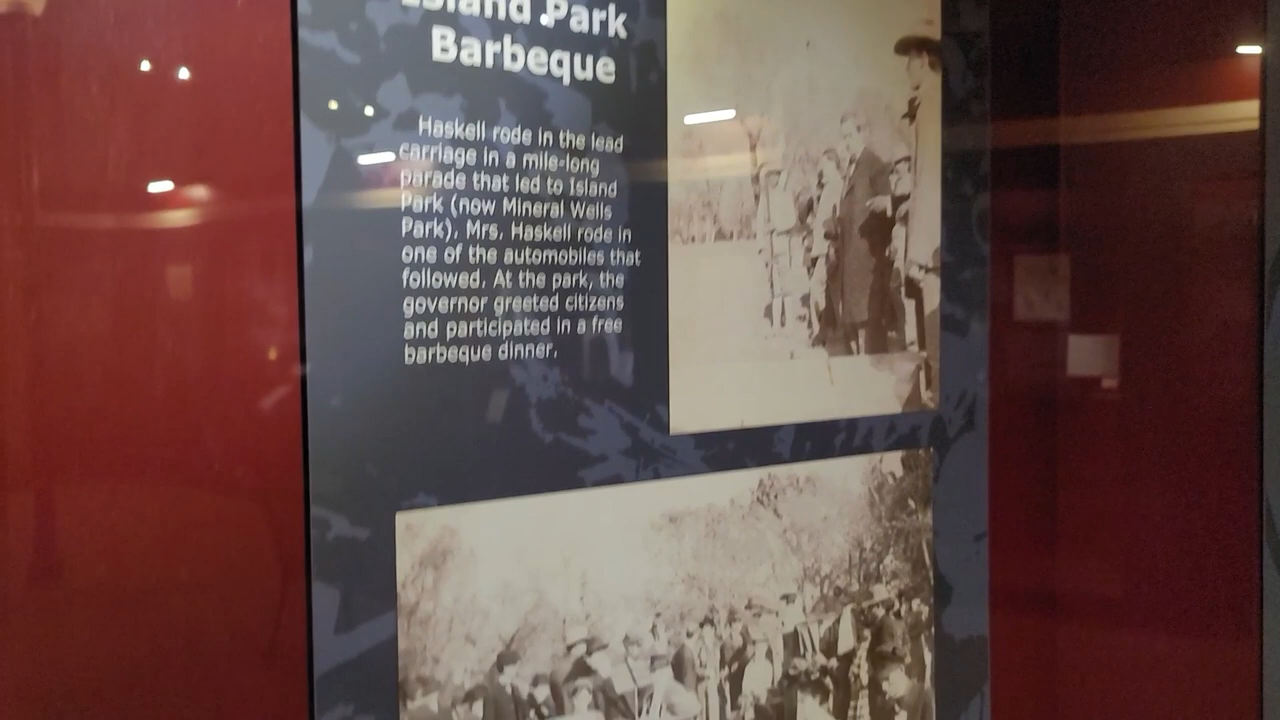 Island Park
Barbeque
Haskell rode in the lead
carriage in a mile-long
parade that led to Island
Park (now Mineral Wells
Park). Mrs. Haskell rode in
one of the automobiles that
followed. At the park, the
governor greeted citizens
and participated in a free
barbeque dinner.